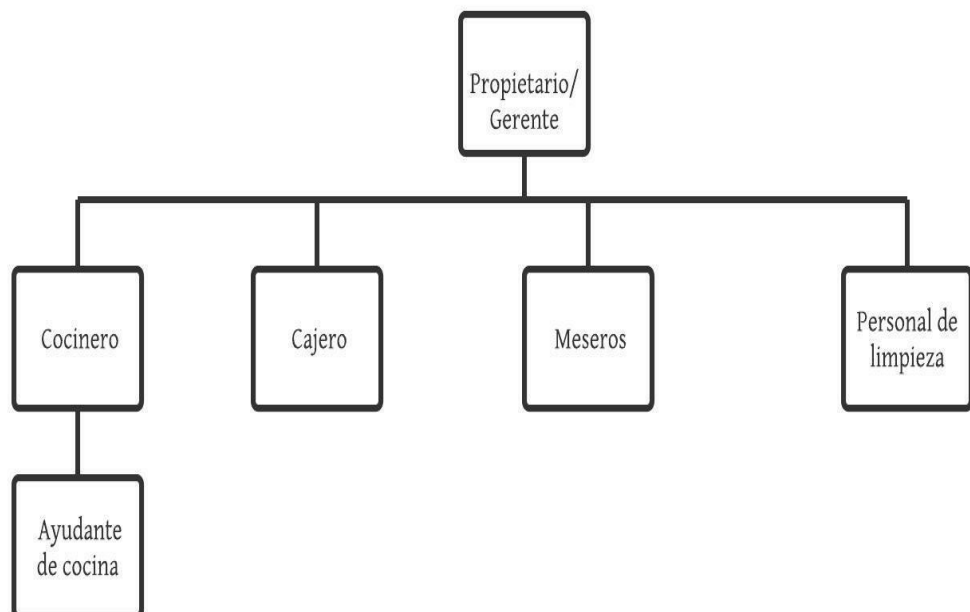 Propietario/
Gerente
Cocinero
Cajero
Meseros
Personal de
limpieza
Ayudante
de cocina